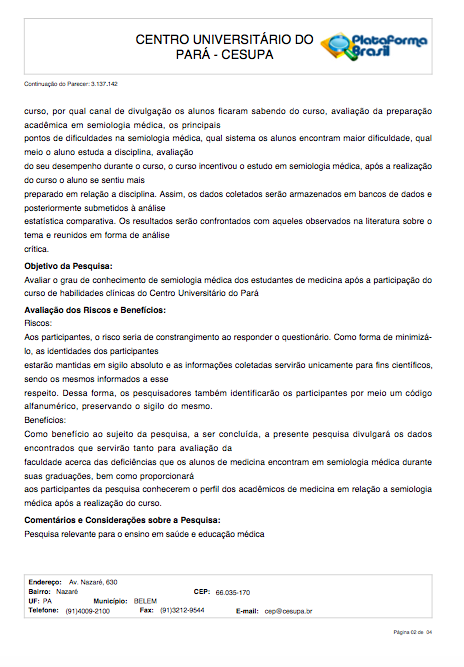 CENTRO UNIVERSITÁRIO DO
PARÁ - CESUPA
Plataforma
Brasil
Continuação do Parecer: 3.137.142
curso, por qual canal de divulgação os alunos ficaram sabendo do curso, avaliação da preparação
acadêmica em semiologia médica, os principais
pontos de dificuldades na semiologia médica, qual sistema os alunos encontram maior dificuldade, qual
meio o aluno estuda a disciplina, avaliação
do seu desempenho durante o curso, o curso incentivou o estudo em semiologia médica, após a realização
do curso o aluno se sentiu mais
preparado em relação a disciplina. Assim, os dados coletados serão armazenados em bancos de dados e
posteriormente submetidos à análise
estatística comparativa. Os resultados serão confrontados com aqueles observados na literatura sobre o
tema e reunidos em forma de análise
crítica.
Objetivo da Pesquisa:
Avaliar o grau de conhecimento de semiologia médica dos estudantes de medicina após a participação do
curso de habilidades clínicas do Centro Universitário do Pará
Avaliação dos Riscos e Benefícios:
Riscos:
Aos participantes, o risco seria de constrangimento ao responder o questionário. Como forma de minimizá-
lo, as identidades dos participantes
estarão mantidas em sigilo absoluto e as informações coletadas servirão unicamente para fins científicos,
sendo os mesmos informados a esse
respeito. Dessa forma, os pesquisadores também identificarão os participantes por meio um código
alfanumérico, preservando o sigilo do mesmo.
Benefícios:
Como benefício ao sujeito da pesquisa, a ser concluída, a presente pesquisa divulgará os dados
encontrados que servirão tanto para avaliação da
faculdade acerca das deficiências que os alunos de medicina encontram em semiologia médica durante
suas graduações, bem como proporcionará
aos participantes da pesquisa conhecerem o perfil dos acadêmicos de medicina em relação a semiologia
médica após a realização do curso.
Comentários e Considerações sobre a Pesquisa:
Pesquisa relevante para o ensino em saúde e educação médica
Endereço: Av. Nazaré, 630
Bairro: Nazaré CEP: 66.035-170
UF: PA Município: BELEM
Telefone: (91)4009-2100 Fax: (91)3212-9544 E-mail: cep@cesupa.br
Página 02 de 04